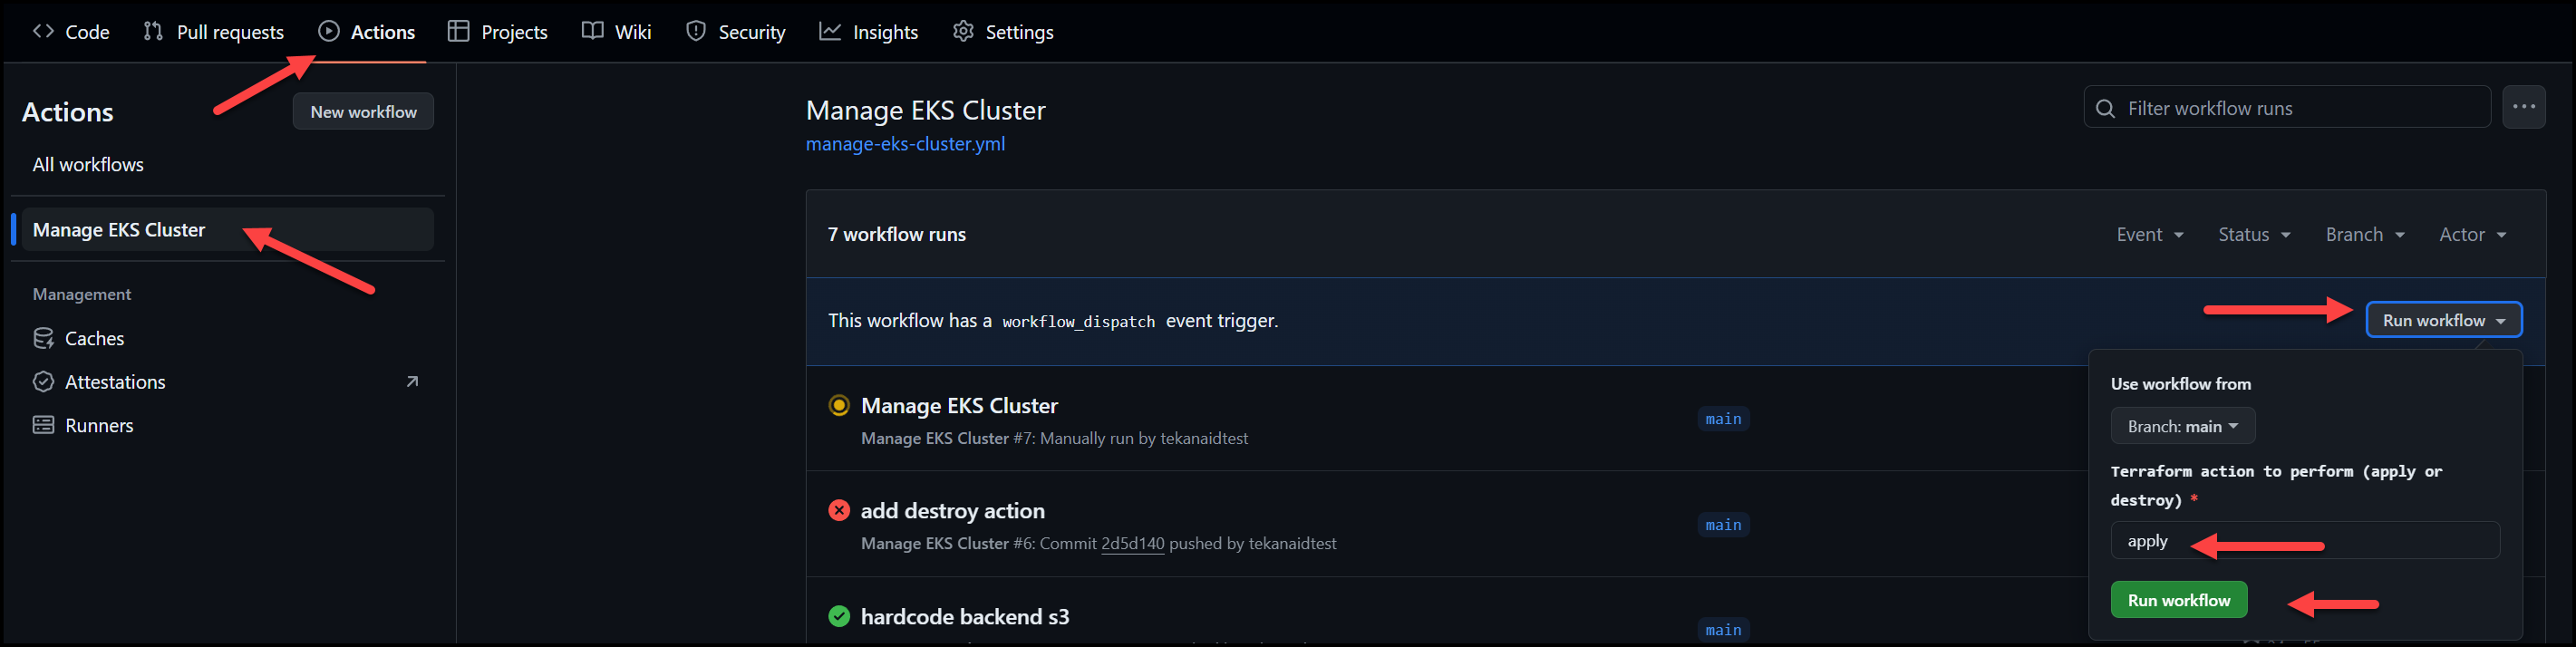 Code Pull requests Actions Projects Wiki Security Insights Settings
Actions
New workflow
All workflows
Manage EKS Cluster
Management
Caches
Attestations
Runners
Manage EKS Cluster
manage-eks-cluster.yml
Filter workflow runs
7 workflow runs
Event Status Branch Actor
This workflow has a workflow_dispatch event trigger.
Run workflow
Manage EKS Cluster
Manage EKS Cluster #7: Manually run by tekanaidtest
main
add destroy action
Manage EKS Cluster #6: Commit 2d5d140 pushed by tekanaidtest
main
hardcode backend s3
main
Use workflow from
Branch: main
Terraform action to perform (apply or
destroy) *
apply
Run workflow